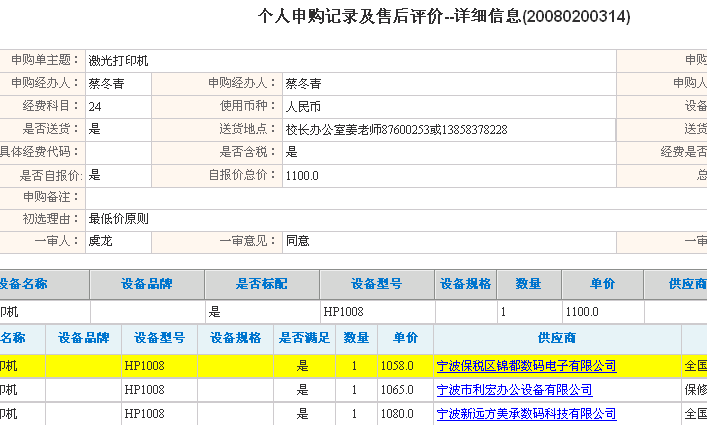 个人申购记录及售后评价--详细信息(20080200314)
申购单主题： 激光打印机 申购
申购经办人： 蔡冬青 申购经办人： 蔡冬青 申购人
经费科目： 24 使用币种： 人民币 设备
是否送货： 是 送货地点： 校长办公室姜老师87600253或13858378228 送货
具体经费代码： 是否含税： 是 经费是否
是否自报价: 是 自报价总价： 1100.0 总
申购备注：
初选理由： 最低价原则
一审人： 虞龙 一审意见： 同意 一审
设备名称 设备品牌 是否标配 设备型号 设备规格 数量 单价 供应商
印机 是 HP1008 1 1100.0
名称 设备品牌 设备型号 设备规格 是否满足 数量 单价 供应商
印机 HP1008 是 1 1058.0 宁波保税区锦都数码电子有限公司 全国
印机 HP1008 是 1 1065.0 宁波市利宏办公设备有限公司 保修
印机 HP1008 是 1 1080.0 宁波新远方美承数码科技有限公司 全国